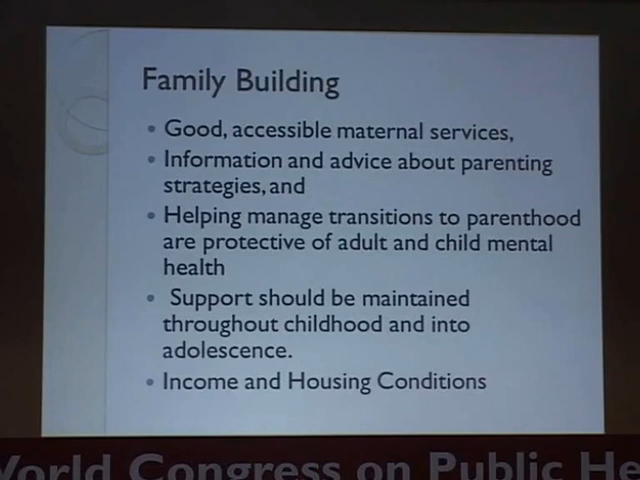 Family Building
• Good, accessible maternal services,
• Information and advice about parenting
strategies, and
• Helping manage transitions to parenthood
are protective of adult and child mental
health
• Support should be maintained
throughout childhood and into
adolescence.
• Income and Housing Conditions
World Congress on Public He